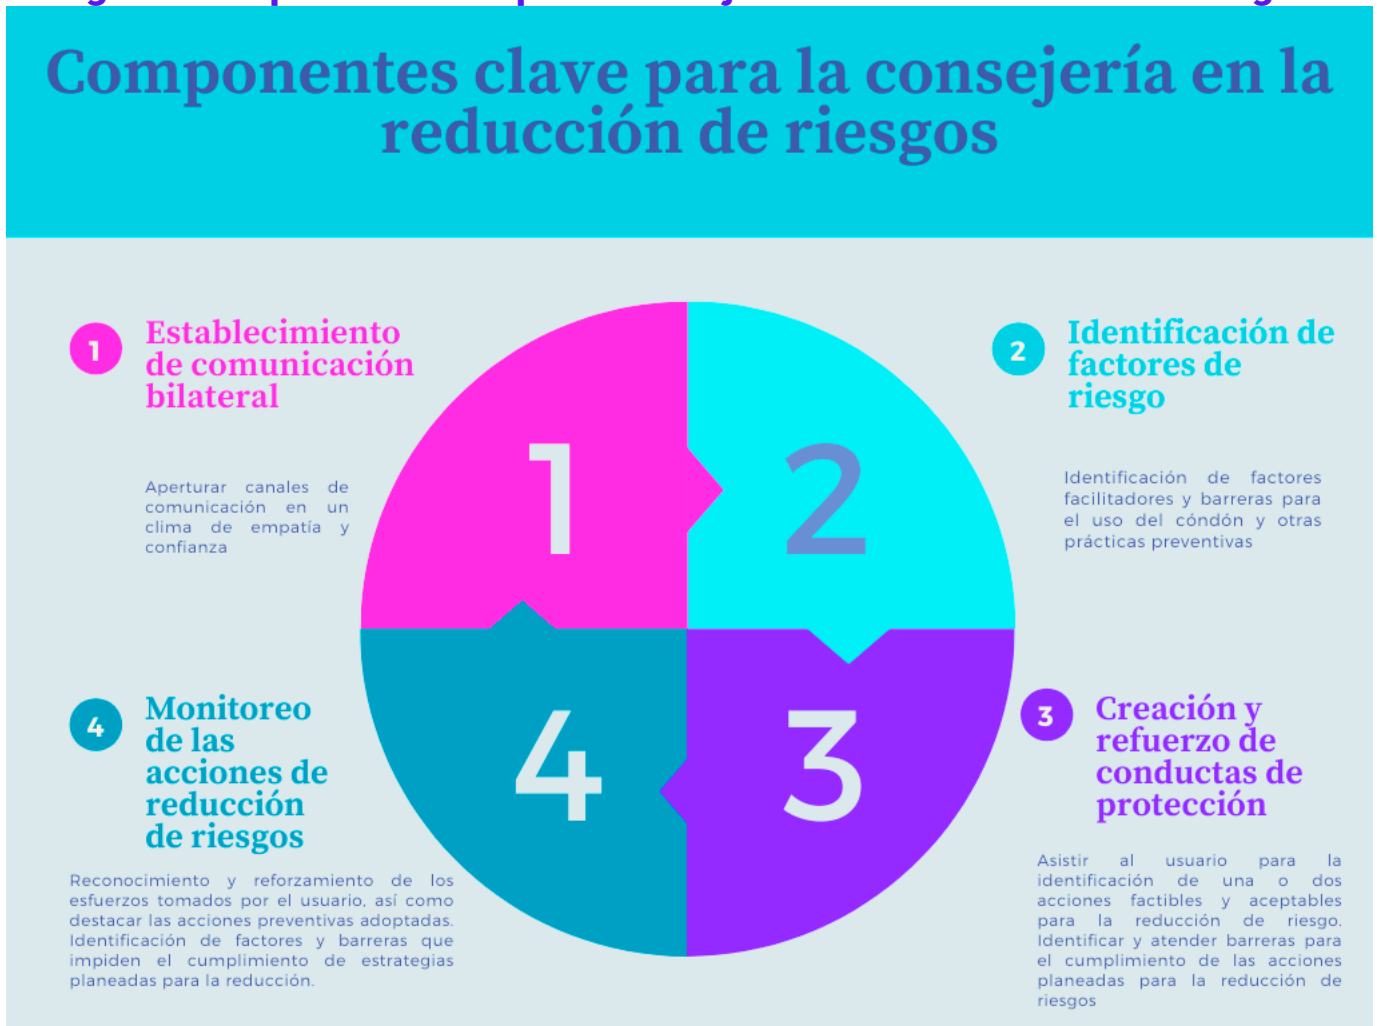 Componentes clave para la consejería en la
reducción de riesgos
1
Establecimiento
de comunicación
bilateral
Aperturar canales de
comunicación en un
clima de empatía y
confianza
2
Identificación de
factores de
riesgo
Identificación de factores
facilitadores y barreras para
el uso del cóndón y otras
prácticas preventivas
1
2
4
3
4
Monitoreo
de las
acciones de
reducción
de riesgos
Reconocimiento y reforzamiento de los
esfuerzos tomados por el usuario, así como
destacar las acciones preventivas adoptadas.
Identificación de factores y barreras que
impiden el cumplimiento de estrategias
planeadas para la reducción.
3
Creación y
refuerzo de
conductas de
protección
Asistir al usuario para la
identificación de una o dos
acciones factibles y aceptables
para la reducción de riesgo.
Identificar y atender barreras para
el cumplimiento de las acciones
planeadas para la reducción de
riesgos